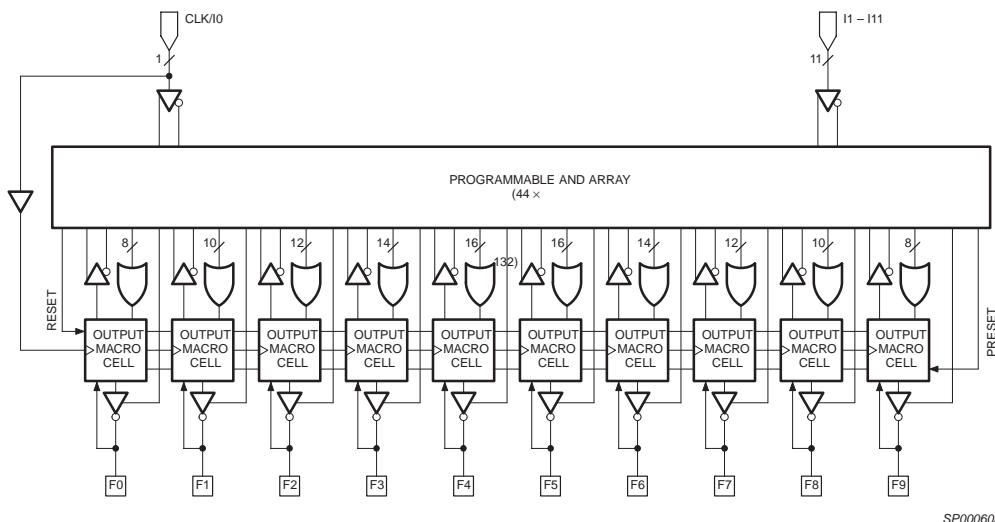 CLK/I0
I1 – I11
1
11
PROGRAMMABLE AND ARRAY
(44 ×
8
10
12
14
16
16
14
12
10
8
132)
RESET
PRESET
OUTPUT
MACRO
CELL
OUTPUT
MACRO
CELL
OUTPUT
MACRO
CELL
OUTPUT
MACRO
CELL
OUTPUT
MACRO
CELL
OUTPUT
MACRO
CELL
OUTPUT
MACRO
CELL
OUTPUT
MACRO
CELL
OUTPUT
MACRO
CELL
OUTPUT
MACRO
CELL
F0
F1
F2
F3
F4
F5
F6
F7
F8
F9